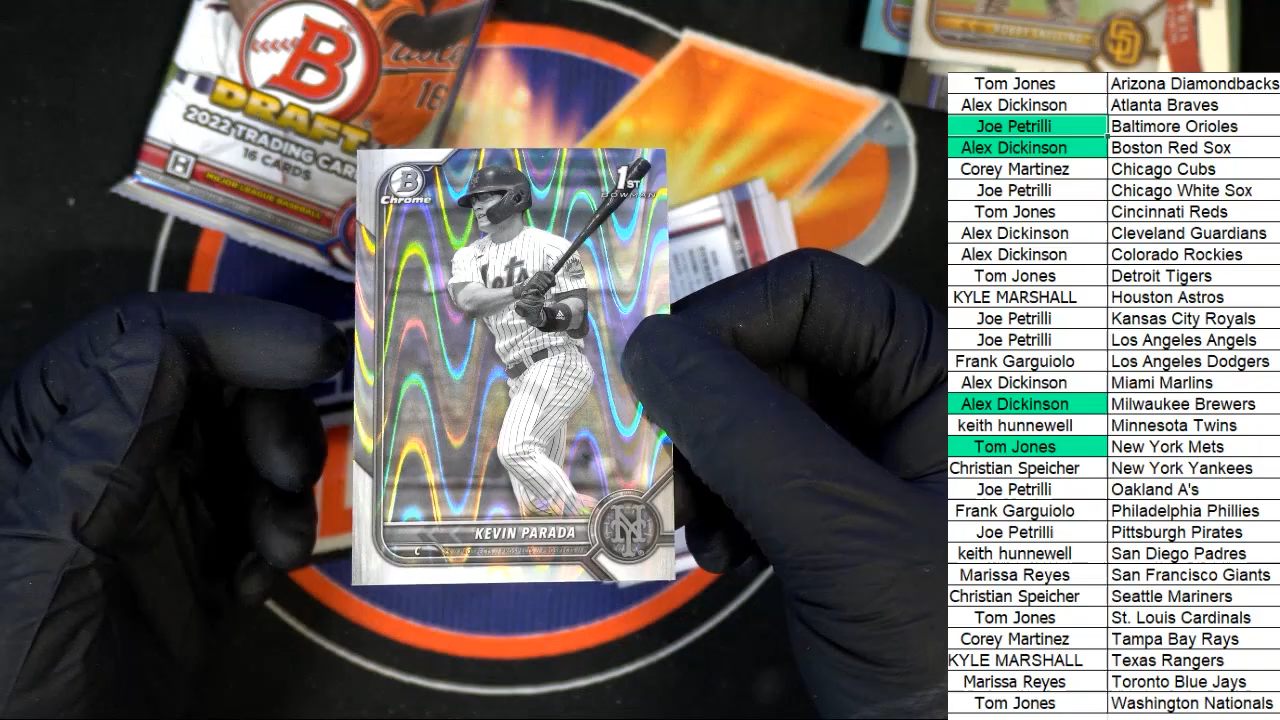 B
DRAFT
2022 TRADING CARDS
16 CARDS
MAJOR LEAGUE BASEBALL
16
SD
B
Chrome
1ST
BOWMAN
Mets
KEVIN PARADA
C
NY
Tom Jones Arizona Diamondbacks
Alex Dickinson Atlanta Braves
Joe Petrilli Baltimore Orioles
Alex Dickinson Boston Red Sox
Corey Martinez Chicago Cubs
Joe Petrilli Chicago White Sox
Tom Jones Cincinnati Reds
Alex Dickinson Cleveland Guardians
Alex Dickinson Colorado Rockies
Tom Jones Detroit Tigers
KYLE MARSHALL Houston Astros
Joe Petrilli Kansas City Royals
Joe Petrilli Los Angeles Angels
Frank Garguiolo Los Angeles Dodgers
Alex Dickinson Miami Marlins
Alex Dickinson Milwaukee Brewers
keith hunnewell Minnesota Twins
Tom Jones New York Mets
Christian Speicher New York Yankees
Joe Petrilli Oakland A's
Frank Garguiolo Philadelphia Phillies
Joe Petrilli Pittsburgh Pirates
keith hunnewell San Diego Padres
Marissa Reyes San Francisco Giants
Christian Speicher Seattle Mariners
Tom Jones St. Louis Cardinals
Corey Martinez Tampa Bay Rays
KYLE MARSHALL Texas Rangers
Marissa Reyes Toronto Blue Jays
Tom Jones Washington Nationals